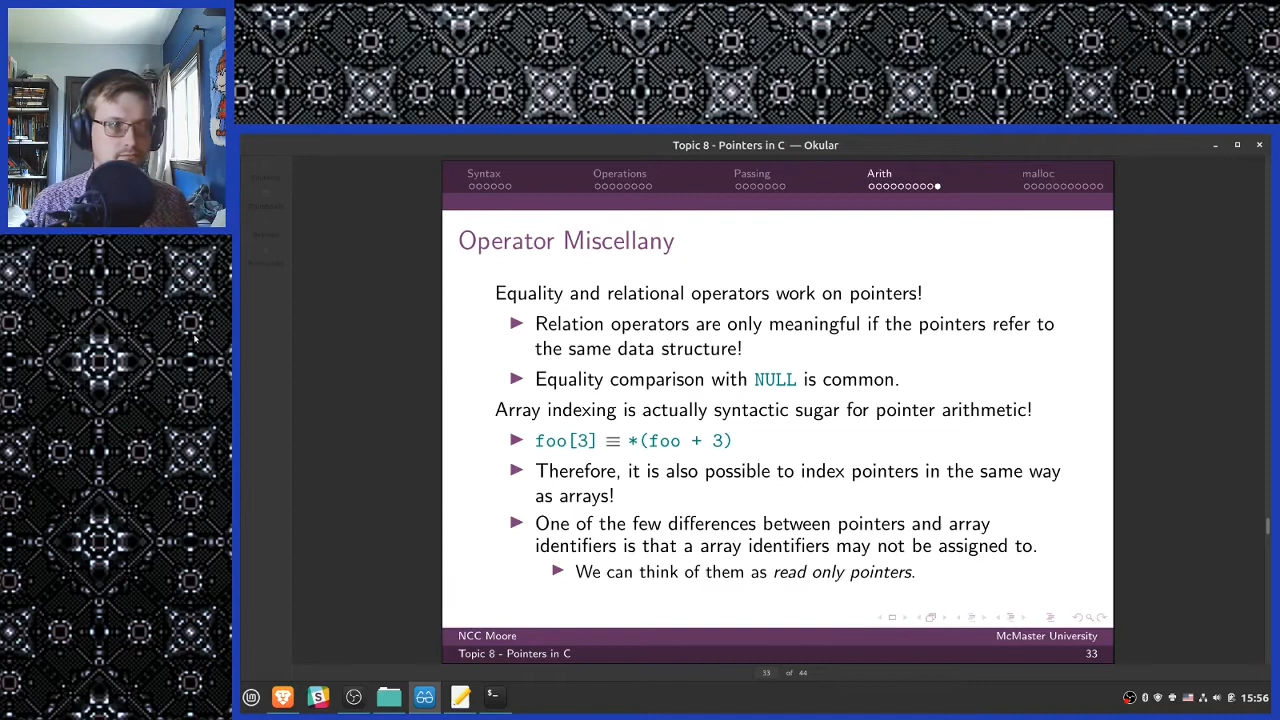 Topic 8 - Pointers in C — Okular
Syntax Operations Passing Arith malloc
Operator Miscellany
Equality and relational operators work on pointers!
Relation operators are only meaningful if the pointers refer to
the same data structure!
Equality comparison with NULL is common.
Array indexing is actually syntactic sugar for pointer arithmetic!
foo[3] ≡ *(foo + 3)
Therefore, it is also possible to index pointers in the same way
as arrays!
One of the few differences between pointers and array
identifiers is that a array identifiers may not be assigned to.
We can think of them as read only pointers.
NCC Moore McMaster University
Topic 8 - Pointers in C 33
33 of 44
15:56